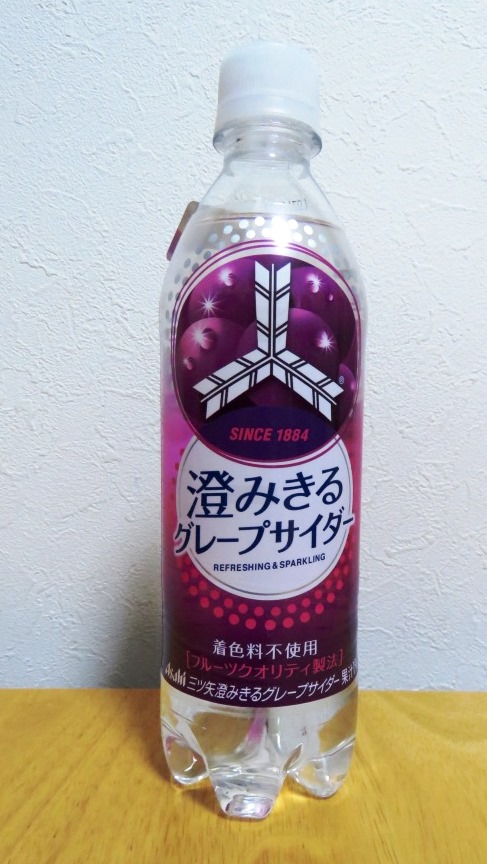 ®
SINCE 1884
澄みきる
グレープサイダー
REFRESHING & SPARKLING
着色料不使用
[フルーツクオリティ製法]
Asahi 三ツ矢澄みきるグレープサイダー 果汁